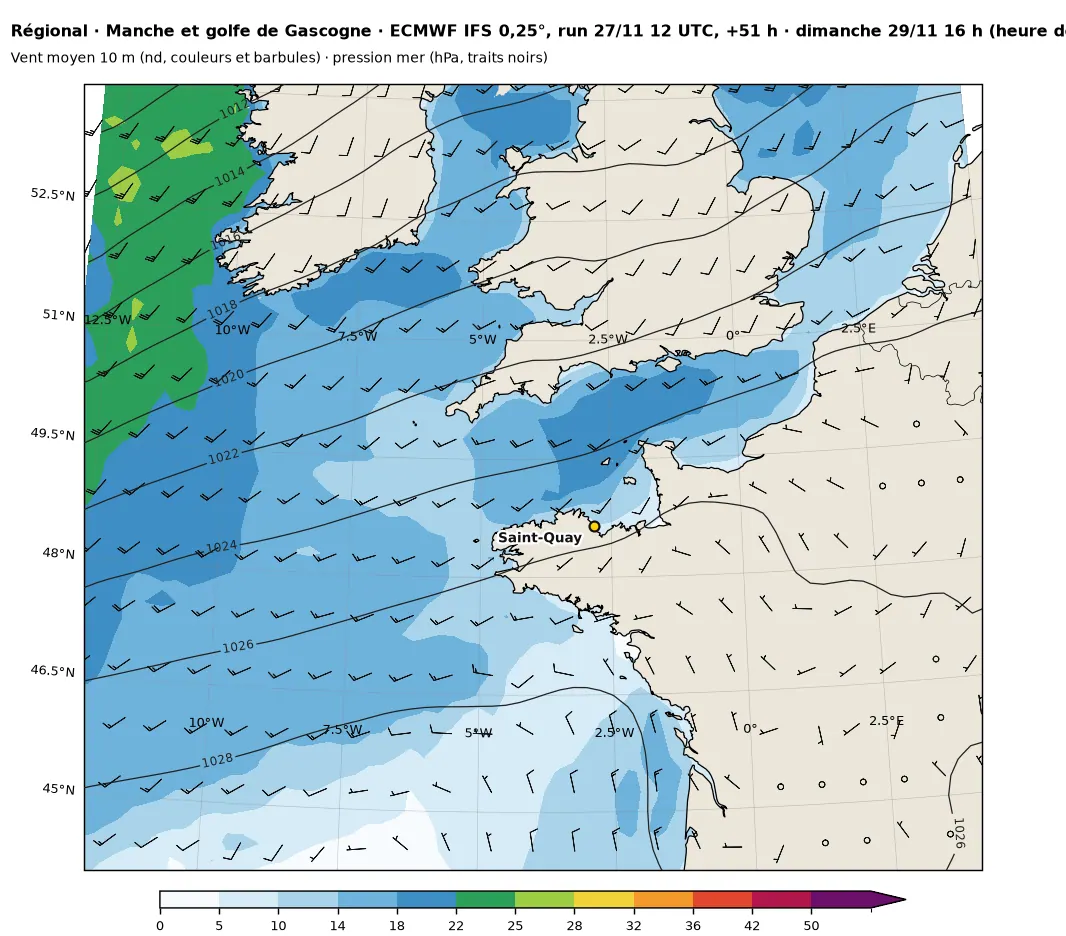 Régional · Manche et golfe de Gascogne · ECMWF IFS 0,25°, run 27/11 12 UTC, +51 h · dimanche 29/11 16 h (heure d
Vent moyen 10 m (nd, couleurs et barbules) · pression mer (hPa, traits noirs)
1012
1014
52.5°N
1016
1018
51°N
12.5°W
10°W
7.5°W
5°W
2.5°W
0°
2.5°E
1020
49.5°N
1022
1024
48°N
Saint-Quay
1026
46.5°N
10°W
7.5°W
5°W
2.5°W
0°
2.5°E
1028
45°N
1026
0 5 10 14 18 22 25 28 32 36 42 50